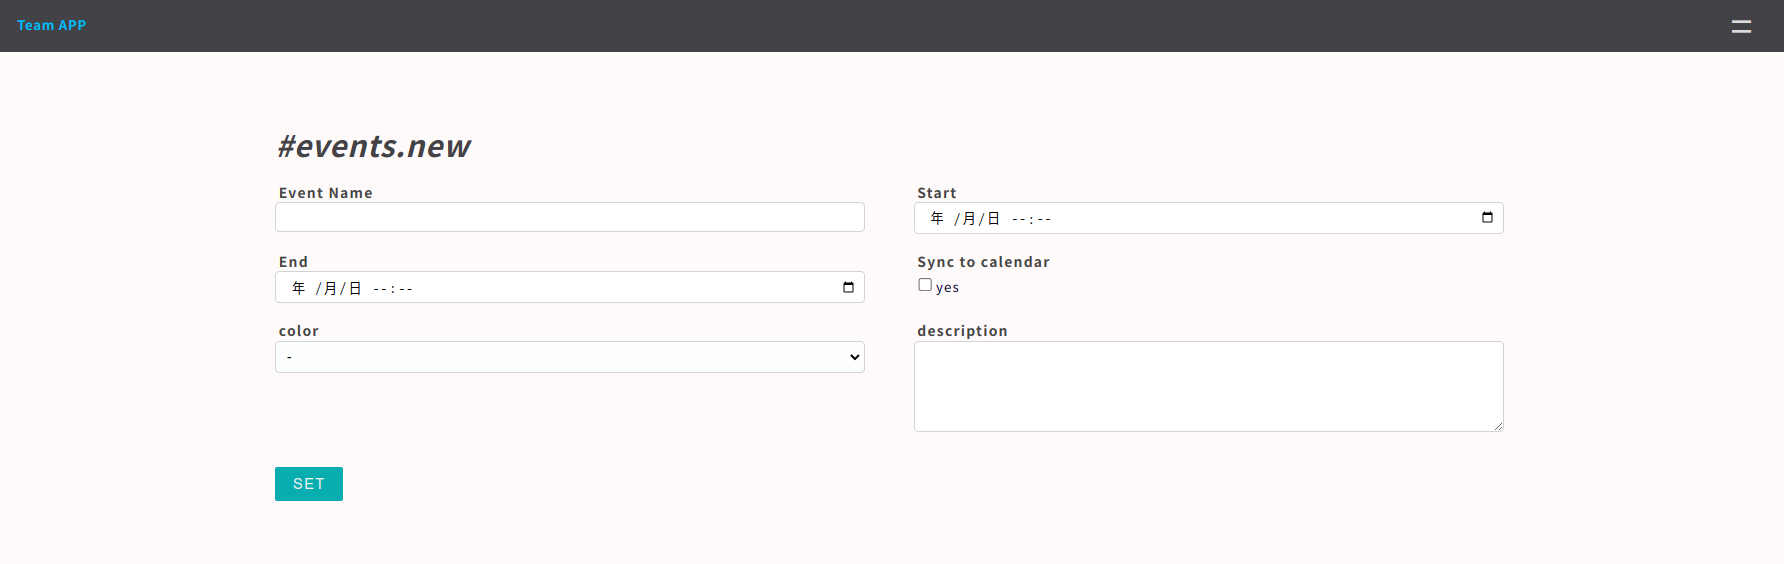 Team APP
#events.new
Event Name
Start
年 /月/日 --:--
End
年 /月/日 --:--
Sync to calendar
yes
color
-
description
SET